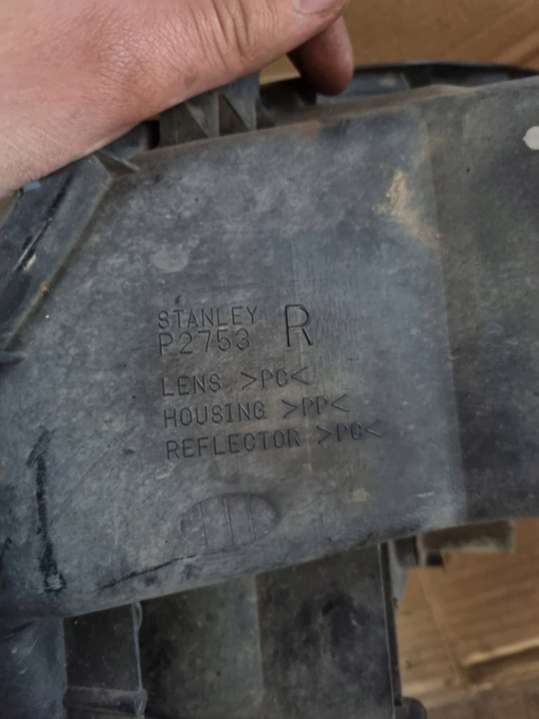 STANLEY
P2753 R
LENS >PC<
HOUSING >PP<
REFLECTOR >PC<